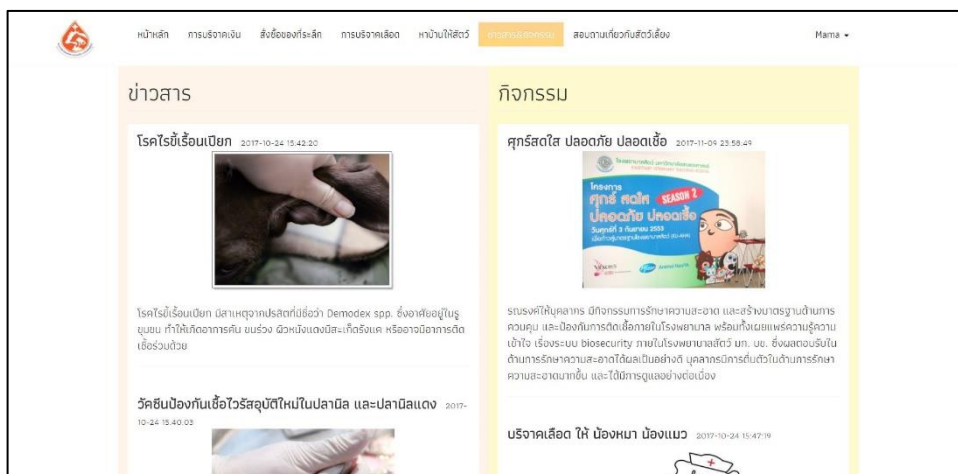 หน้าหลัก การบริจาคเงิน สั่งซื้อของที่ระลึก การบริจาคเลือด หาบ้านให้สัตว์ ข่าวสาร/กิจกรรม สอบถามเกี่ยวกับสัตว์เลี้ยง Mama
ข่าวสาร
โรคไรขี้เรื้อนเปียก 2017-10-24 15:42:20
โรคไรขี้เรื้อนเปียก มีสาเหตุจากปรสิตที่มีชื่อว่า Demodex spp. ซึ่งอาศัยอยู่ในรู
ขุมขน ทำให้เกิดอาการคัน ขนร่วง ผิวหนังแดงมีสะเก็ดรังแค หรืออาจมีอาการติด
เชื้อร่วมด้วย
วัคซีนป้องกันเชื้อไวรัสอุบัติใหม่ในปลานิล และปลานิลแดง 2017-
10-24 15:40:03
กิจกรรม
ศุกร์สดใส ปลอดภัย ปลอดเชื้อ 2017-11-09 23:58:49
โครงการ
ศุกร์ สดใส SEASON 2
ปลอดภัย ปลอดเชื้อ
วันศุกร์ที่ 3 กันยายน 2553
รณรงค์ให้บุคลากร มีกิจกรรมการรักษาความสะอาด และสร้างมาตรฐานด้านการ
ควบคุม และป้องกันการติดเชื้อภายในโรงพยาบาล พร้อมทั้งเผยแพร่ความรู้ความ
เข้าใจ เรื่องระบบ biosecurity ภายในโรงพยาบาลสัตว์ มก. บข. ซึ่งผลตอบรับใน
ด้านการรักษาความสะอาดได้ผลเป็นอย่างดี บุคลากรมีการตื่นตัวในด้านการรักษา
ความสะอาดมากขึ้น และได้มีการดูแลอย่างต่อเนื่อง
บริจาคเลือด ให้ น้องหมา น้องแมว 2017-10-24 15:47:19